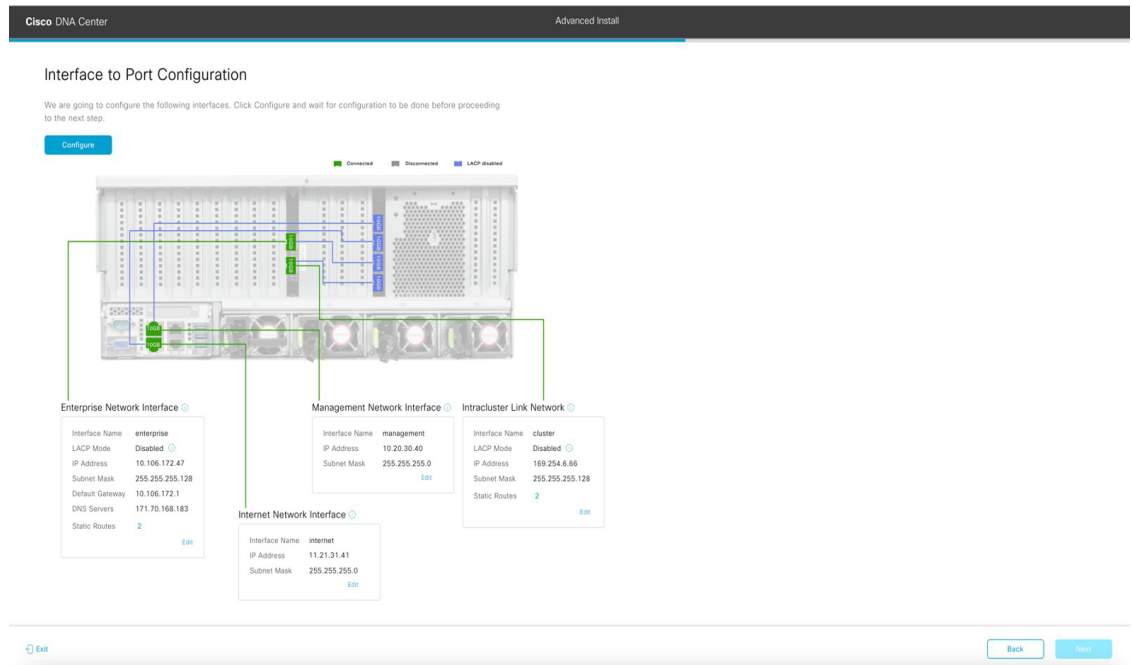 Cisco DNA Center
Advanced Install
Interface to Port Configuration
We are going to configure the following interfaces. Click Configure and wait for configuration to be done before proceeding
to the next step.
Configure
Connected Disconnected LACP disabled
10GB
10GB
10GB
10GB
Enterprise Network Interface
Interface Name enterprise
LACP Mode Disabled
IP Address 10.106.172.47
Subnet Mask 255.255.255.128
Default Gateway 10.106.172.1
DNS Servers 171.70.168.183
Static Routes 2
Edit
Management Network Interface
Interface Name management
IP Address 10.20.30.40
Subnet Mask 255.255.255.0
Edit
Intracluster Link Network
Interface Name cluster
LACP Mode Disabled
IP Address 169.254.6.66
Subnet Mask 255.255.255.128
Static Routes 2
Edit
Internet Network Interface
Interface Name internet
IP Address 11.21.31.41
Subnet Mask 255.255.255.0
Edit
Exit
Back
Next